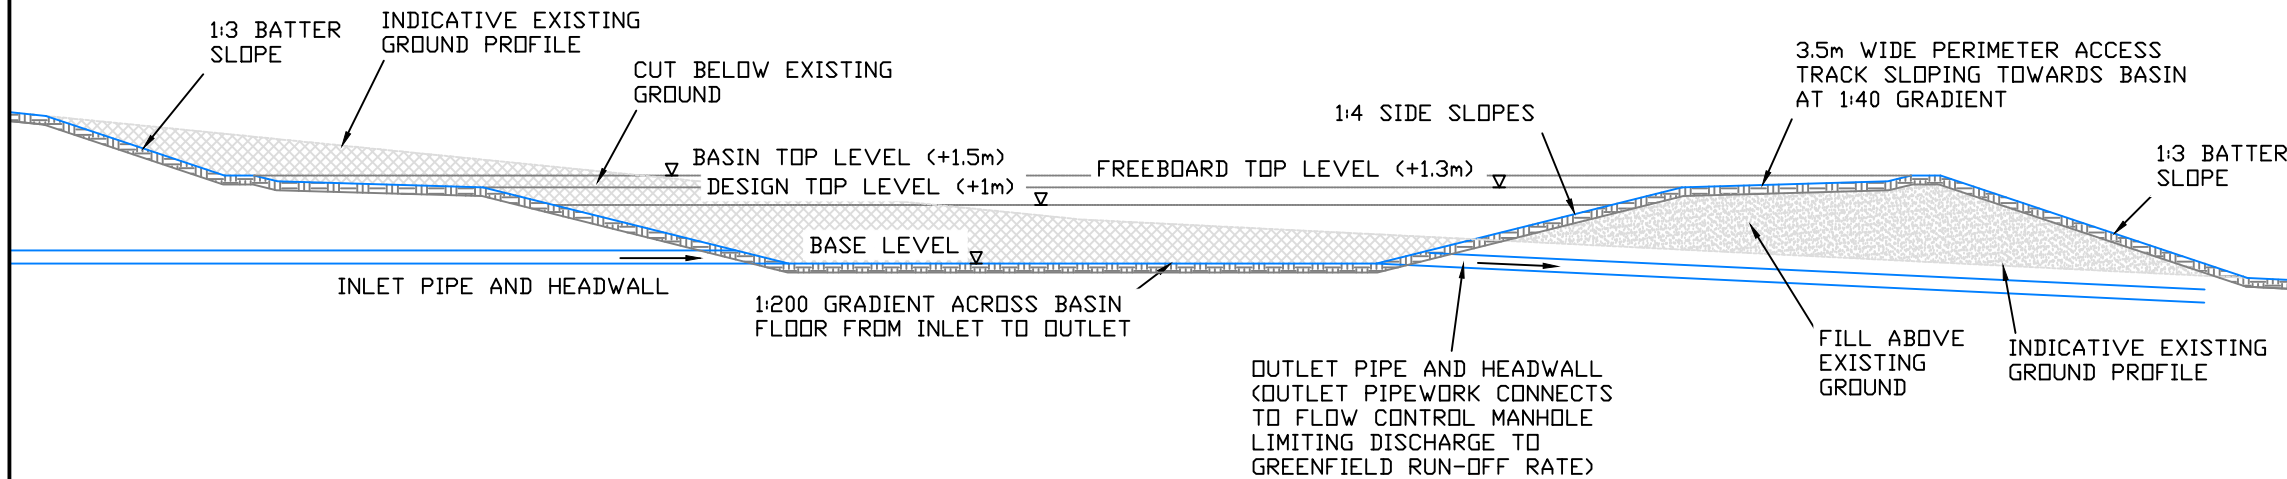 1:3 BATTER
SLOPE
INDICATIVE EXISTING
GROUND PROFILE
CUT BELOW EXISTING
GROUND
BASIN TOP LEVEL (+1.5m)
DESIGN TOP LEVEL (+1m)
FREEBOARD TOP LEVEL (+1.3m)
1:4 SIDE SLOPES
3.5m WIDE PERIMETER ACCESS
TRACK SLOPING TOWARDS BASIN
AT 1:40 GRADIENT
1:3 BATTER
SLOPE
BASE LEVEL
INLET PIPE AND HEADWALL
1:200 GRADIENT ACROSS BASIN
FLOOR FROM INLET TO OUTLET
OUTLET PIPE AND HEADWALL
(OUTLET PIPEWORK CONNECTS
TO FLOW CONTROL MANHOLE
LIMITING DISCHARGE TO
GREENFIELD RUN-OFF RATE)
FILL ABOVE
EXISTING
GROUND
INDICATIVE EXISTING
GROUND PROFILE